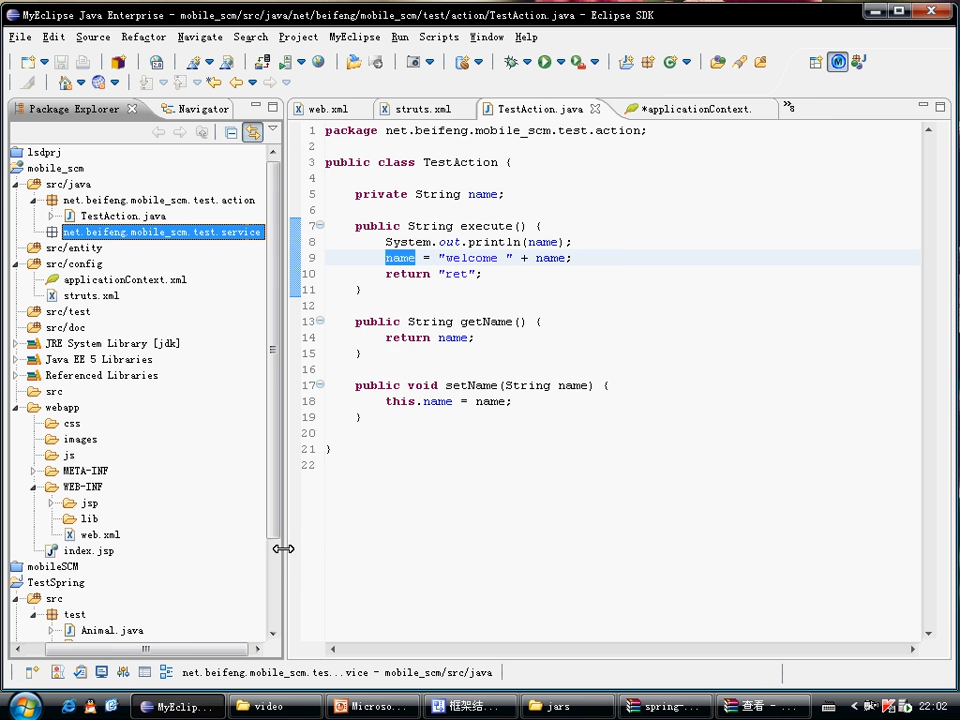 MyEclipse Java Enterprise - mobile_scm/src/java/net/beifeng/mobile_scm/test/action/TestAction.java - Eclipse SDK
File Edit Source Refactor Navigate Search Project MyEclipse Run Scripts Window Help
Package Explorer Navigator
web.xml struts.xml TestAction.java *applicationContext.
lsdprj
mobile_scm
src/java
net.beifeng.mobile_scm.test.action
TestAction.java
net.beifeng.mobile_scm.test.service
src/entity
src/config
applicationContext.xml
struts.xml
src/test
src/doc
JRE System Library [jdk]
Java EE 5 Libraries
Referenced Libraries
src
webapp
css
images
js
META-INF
WEB-INF
jsp
lib
web.xml
index.jsp
mobileSCM
TestSpring
src
test
Animal.java
1 package net.beifeng.mobile_scm.test.action;
2
3 public class TestAction {
4
5 private String name;
6
7 public String execute() {
8 System.out.println(name);
9 name = "welcome " + name;
10 return "ret";
11 }
12
13 public String getName() {
14 return name;
15 }
16
17 public void setName(String name) {
18 this.name = name;
19 }
20
21 }
22
net.beifeng.mobile_scm.tes...vice - mobile_scm/src/java
MyEclip... video Microso... 框架结... jars spring-... 查看 - ... 22:02